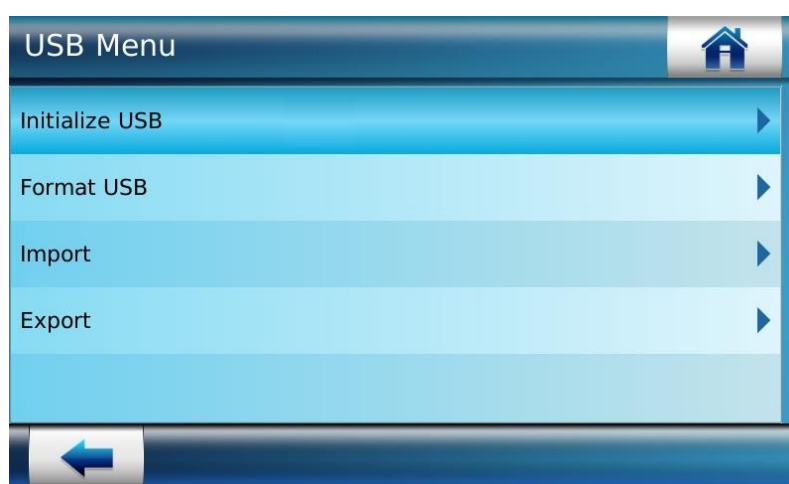 USB Menu
Initialize USB
Format USB
Import
Export